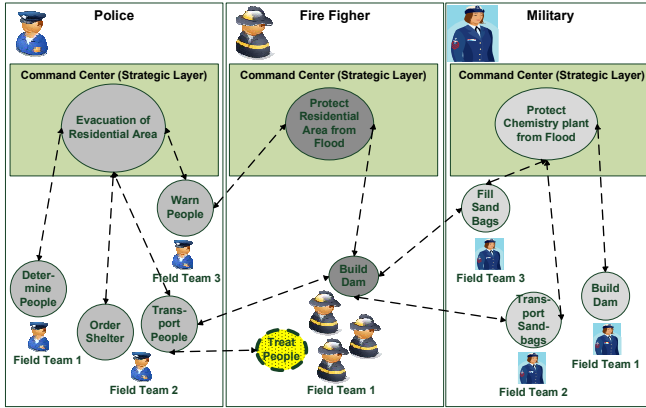 Police
Fire Figher
Military
Command Center (Strategic Layer)
Command Center (Strategic Layer)
Command Center (Strategic Layer)
Evacuation of
Residential Area
Protect
Residential
Area from
Flood
Protect
Chemistry plant
from Flood
Warn
People
Fill
Sand
Bags
Field Team 3
Field Team 3
Deter-
mine
People
Build
Dam
Build
Dam
Order
Shelter
Trans-
port
People
Trans-
port
Sand-
bags
Treat
People
Field Team 1
Field Team 2
Field Team 1
Field Team 2
Field Team 1